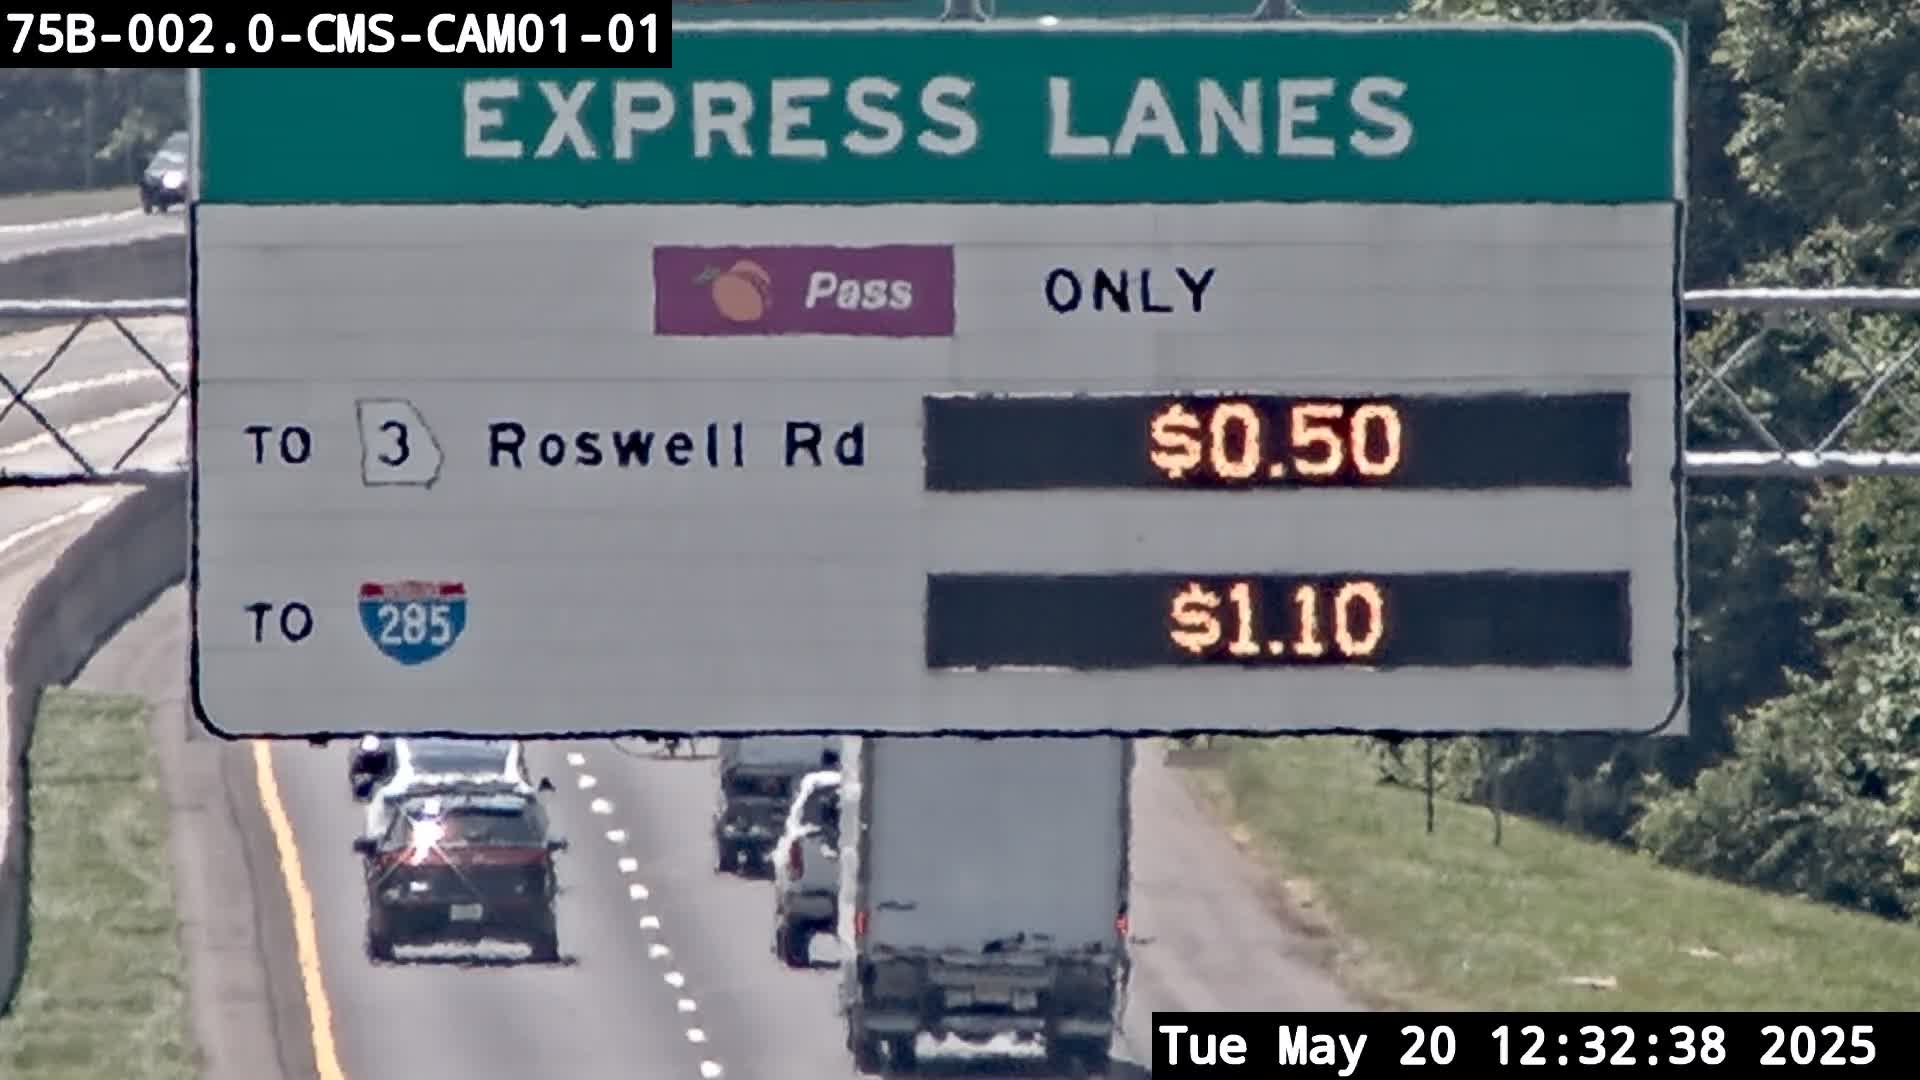 75B-002.0-CMS-CAM01-01
EXPRESS LANES
Pass ONLY
TO 3 Roswell Rd $0.50
TO 285 $1.10
Tue May 20 12:32:38 2025